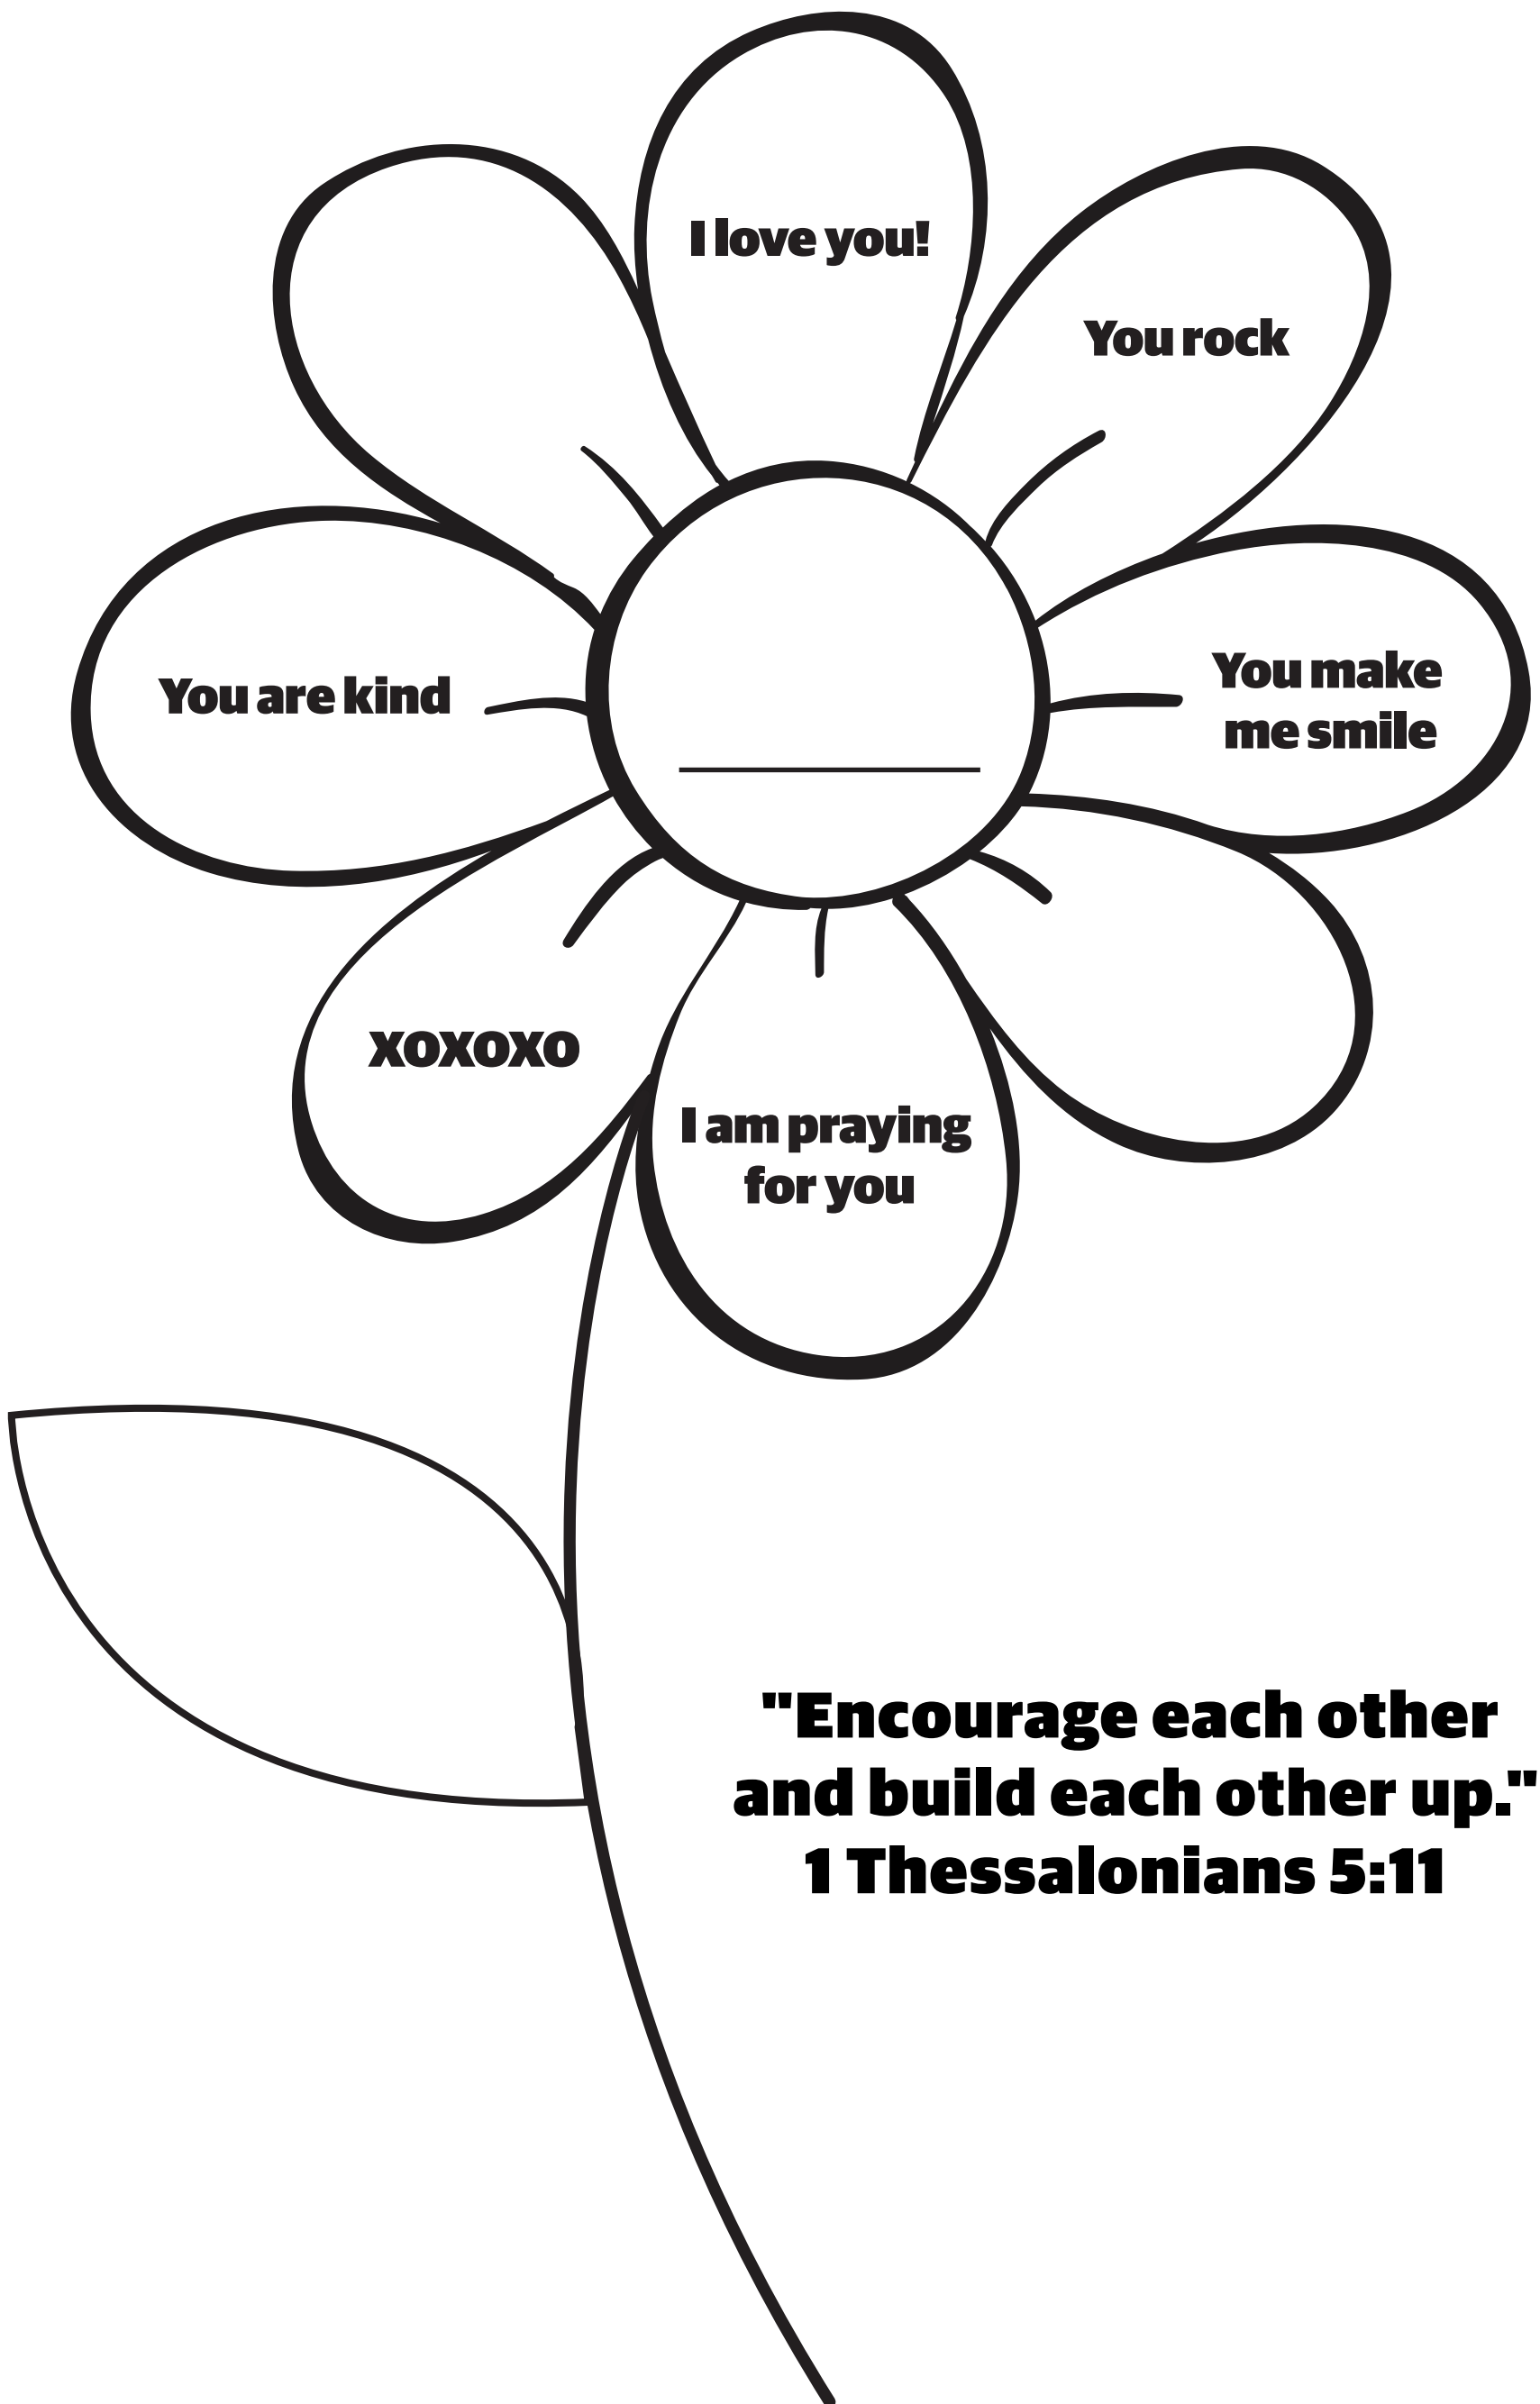 I love you!
You rock
You are kind
You make
me smile
xoxoxo
I am praying
for you
"Encourage each other
and build each other up."
1 Thessalonians 5:11